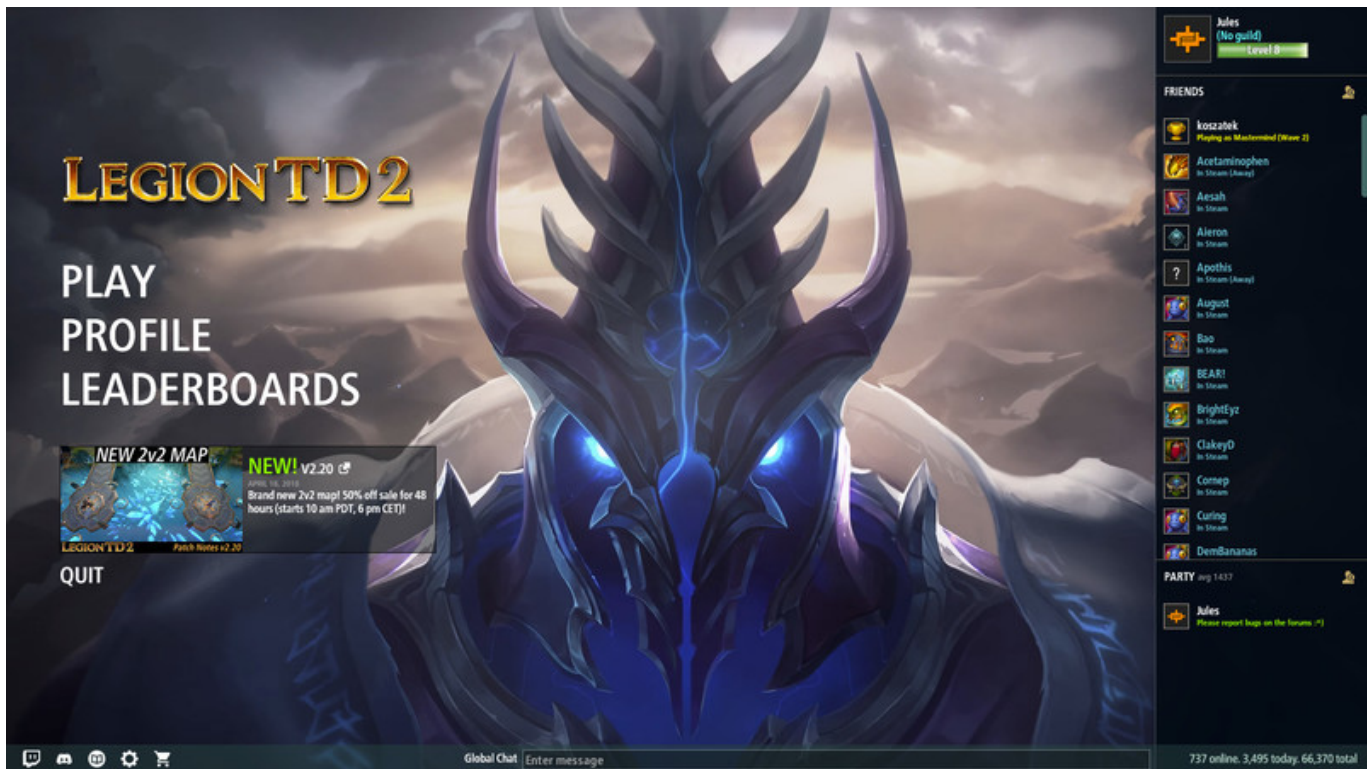 LEGION TD 2
PLAY
PROFILE
LEADERBOARDS
NEW 2v2 MAP
LEGION TD 2
Patch Notes v2.20
NEW! V2.20
Brand new 2v2 map! 50% off sale for 48
hours (starts 10 am PDT, 6 pm CET)!
QUIT
Global Chat
Enter message
Jules
(No guild)
Level 8
FRIENDS
koszatek
Playing as Mastermind (Wave 2)
Acetaminophen
In Steam (Away)
Aesah
In Steam
Aieron
In Steam
Apothis
In Steam (Away)
August
In Steam
Bao
In Steam
BEAR!
In Steam
BrightEyz
In Steam
ClakeyD
In Steam
Cornep
In Steam
Curing
In Steam
DemBananas
PARTY avg 1437
Jules
Please report bugs on the forums :^)
737 online. 3,495 today. 66,370 total